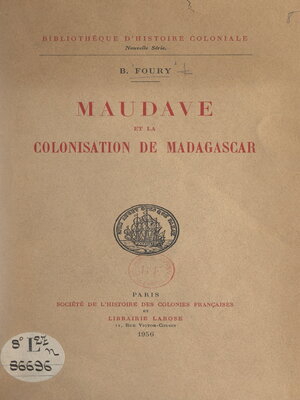 BIBLIOTHÈQUE D'HISTOIRE COLONIALE
Nouvelle Série.
B. FOURY
MAUDAVE
ET LA
COLONISATION DE MADAGASCAR
PARIS
SOCIÉTÉ DE L'HISTOIRE DES COLONIES FRANÇAISES
ET
LIBRAIRIE LAROSE
11, RUE VICTOR-COUSIN
1956
8° L
86696